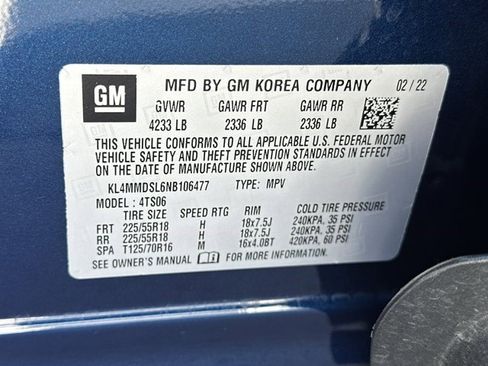 GM MFD BY GM KOREA COMPANY 02/22
GVWR GAWR FRT GAWR RR
4233 LB 2336 LB 2336 LB
THIS VEHICLE CONFORMS TO ALL APPLICABLE U.S. FEDERAL MOTOR
VEHICLE SAFETY AND THEFT PREVENTION STANDARDS IN EFFECT
ON THE DATE OF MANUFACTURE SHOWN ABOVE.
KL4MMDSL6NB106477 TYPE: MPV
MODEL : 4TS06
TIRE SIZE SPEED RTG RIM COLD TIRE PRESSURE
FRT 225/55R18 H 18x7.5J 240KPA, 35 PSI
RR 225/55R18 H 18x7.5J 240KPA, 35 PSI
SPA T125/70R16 M 16x4.0BT 420KPA, 60 PSI
SEE OWNER'S MANUAL FOR MORE INFORMATION.